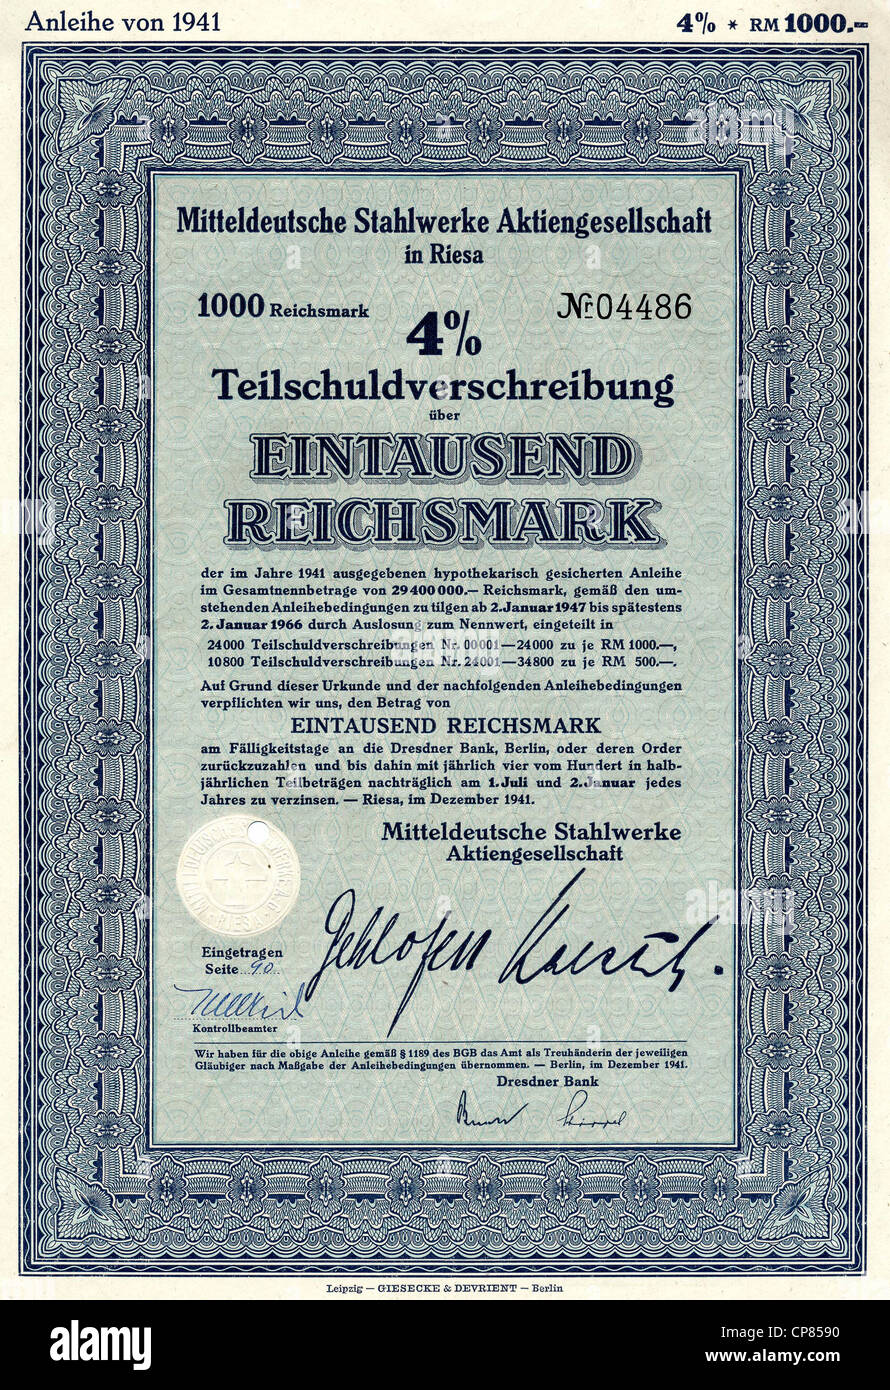 Anleihe von 1941
4% * RM 1000.–
Mitteldeutsche Stahlwerke Aktiengesellschaft
in Riesa
1000 Reichsmark
Nr. 04486
4%
Teilschuldverschreibung
über
EINTAUSEND
REICHSMARK
der im Jahre 1941 ausgegebenen hypothekarisch gesicherten Anleihe
im Gesamtnennbetrage von 29 400 000.— Reichsmark, gemäß den um-
stehenden Anleihebedingungen zu tilgen ab 2. Januar 1947 bis spätestens
2. Januar 1966 durch Auslosung zum Nennwert, eingeteilt in
24000 Teilschuldverschreibungen Nr. 00001—24000 zu je RM 1000.—,
10800 Teilschuldverschreibungen Nr. 24001—34800 zu je RM 500.—.
Auf Grund dieser Urkunde und der nachfolgenden Anleihebedingungen
verpflichten wir uns, den Betrag von
EINTAUSEND REICHSMARK
am Fälligkeitstage an die Dresdner Bank, Berlin, oder deren Order
zurückzuzahlen und bis dahin mit jährlich vier vom Hundert in halb-
jährlichen Teilbeträgen nachträglich am 1. Juli und 2. Januar jedes
Jahres zu verzinsen. — Riesa, im Dezember 1941.
Mitteldeutsche Stahlwerke
Aktiengesellschaft
Eingetragen
Seite 90
Kontrollbeamter
Wir haben für die obige Anleihe gemäß § 1189 des BGB das Amt als Treuhänderin der jeweiligen
Gläubiger nach Maßgabe der Anleihebedingungen übernommen. — Berlin, im Dezember 1941.
Dresdner Bank
Leipzig — GIESECKE & DEVRIENT — Berlin
alamy
Image ID: CP8590
www.alamy.com